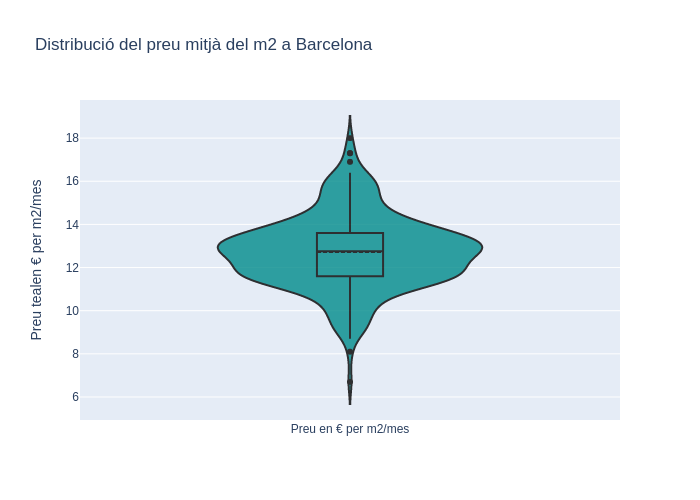 Distribució del preu mitjà del m2 a Barcelona
Preu tealen € per m2/mes
18
16
14
12
10
8
6
Preu en € per m2/mes